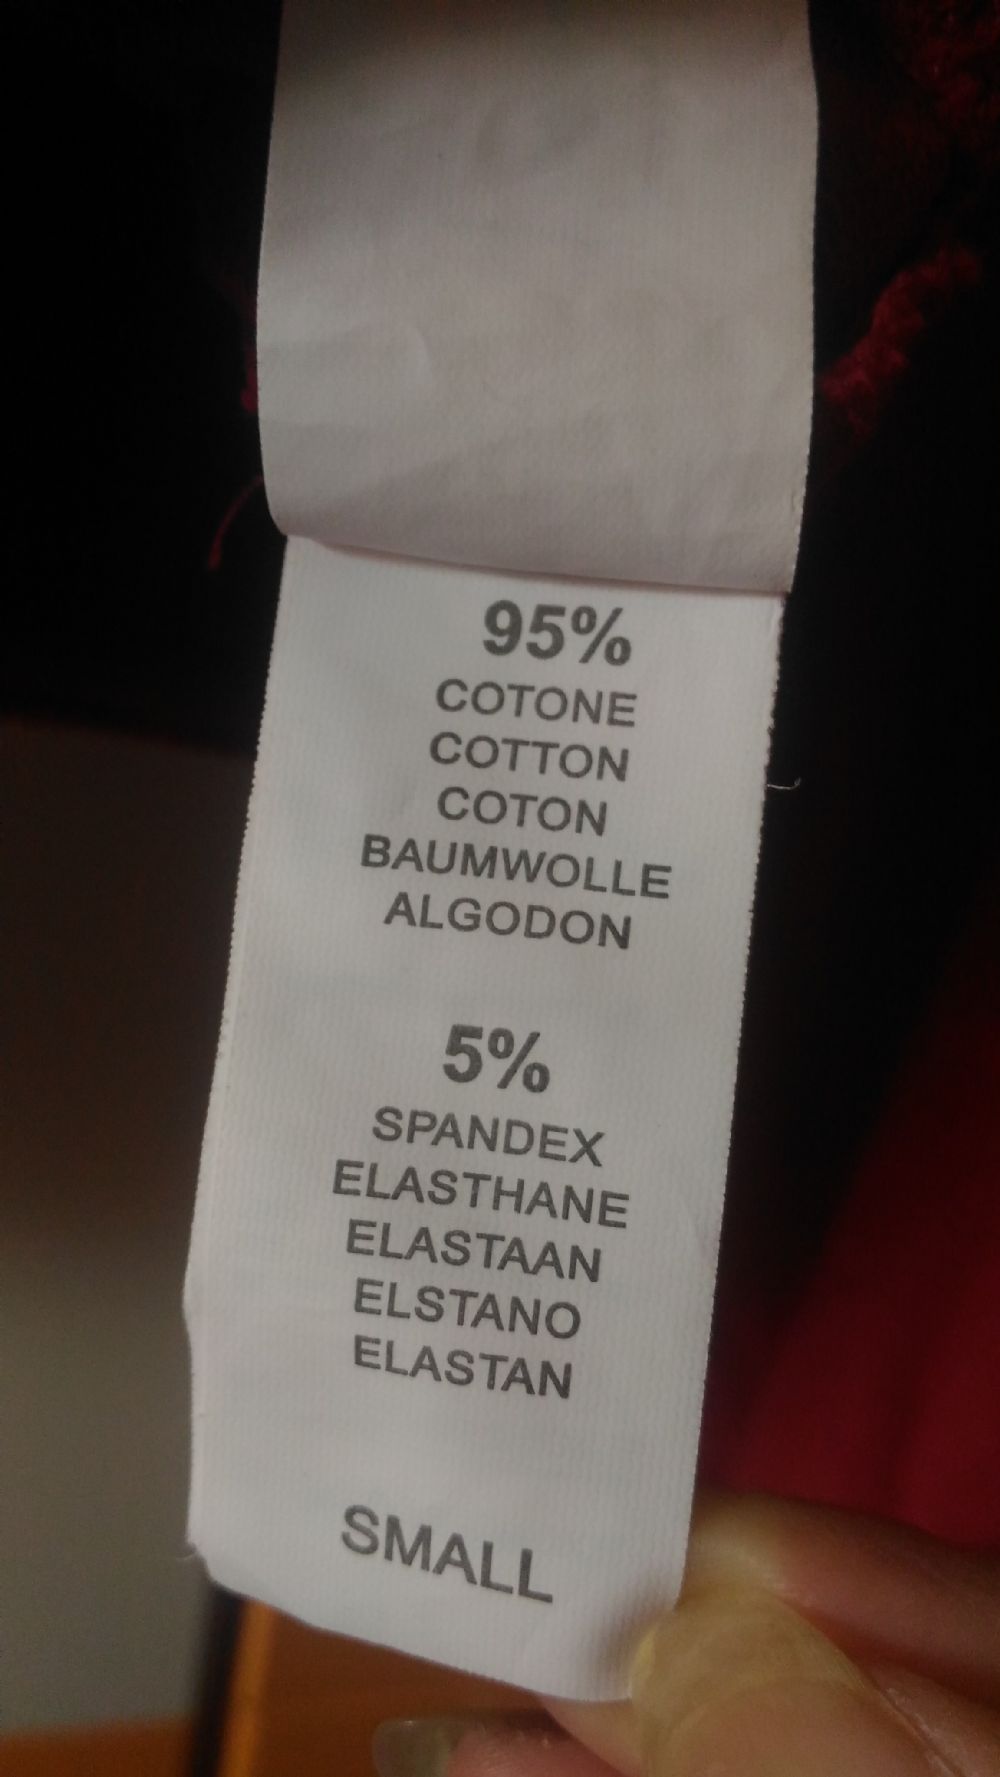 95%
COTONE
COTTON
COTON
BAUMWOLLE
ALGODON
5%
SPANDEX
ELASTHANE
ELASTAAN
ELSTANO
ELASTAN
SMALL